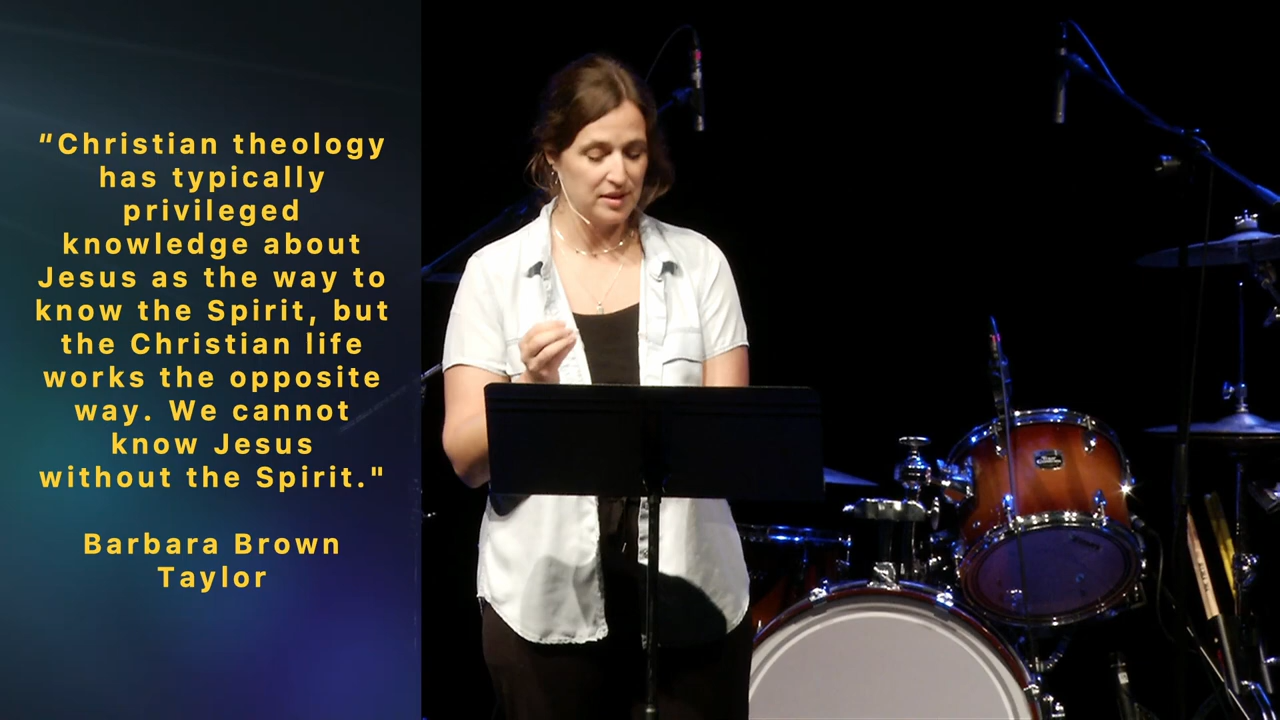 “Christian theology
has typically
privileged
knowledge about
Jesus as the way to
know the Spirit, but
the Christian life
works the opposite
way. We cannot
know Jesus
without the Spirit."
Barbara Brown
Taylor